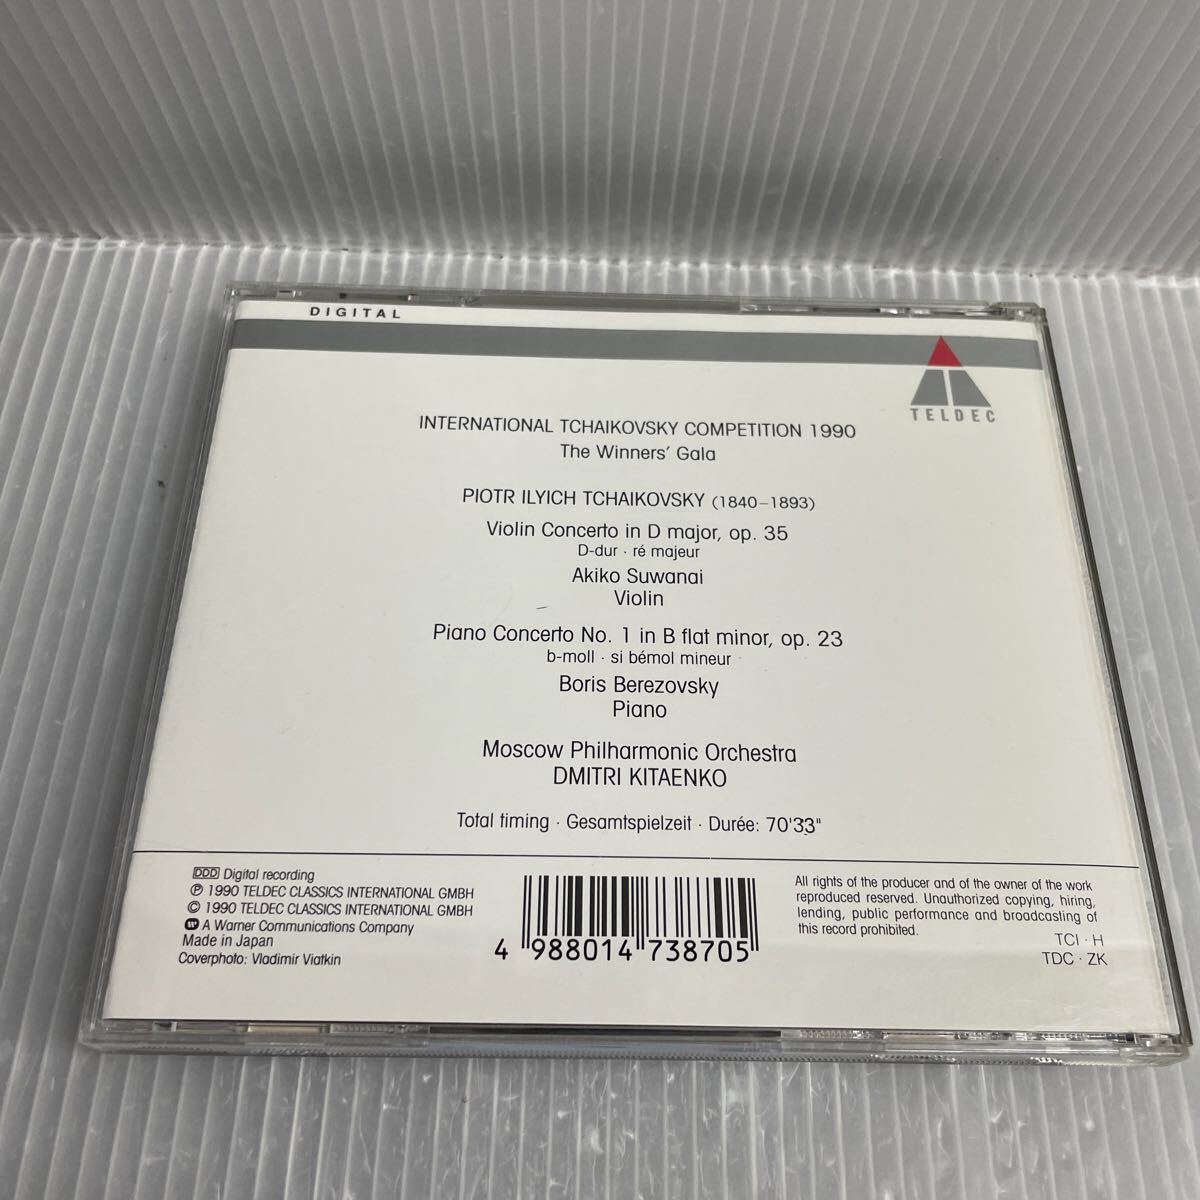 DIGITAL
TELDEC
INTERNATIONAL TCHAIKOVSKY COMPETITION 1990
The Winners' Gala
PIOTR ILYICH TCHAIKOVSKY (1840–1893)
Violin Concerto in D major, op. 35
D-dur · ré majeur
Akiko Suwanai
Violin
Piano Concerto No. 1 in B flat minor, op. 23
b-moll · si bémol mineur
Boris Berezovsky
Piano
Moscow Philharmonic Orchestra
DMITRI KITAENKO
Total timing · Gesamtspielzeit · Durée: 70'33"
DDD Digital recording
℗ 1990 TELDEC CLASSICS INTERNATIONAL GMBH
© 1990 TELDEC CLASSICS INTERNATIONAL GMBH
A Warner Communications Company
Made in Japan
Coverphoto: Vladimir Viatkin
4 988014 738705
All rights of the producer and of the owner of the work
reproduced reserved. Unauthorized copying, hiring,
lending, public performance and broadcasting of
this record prohibited.
TCI · H
TDC · ZK